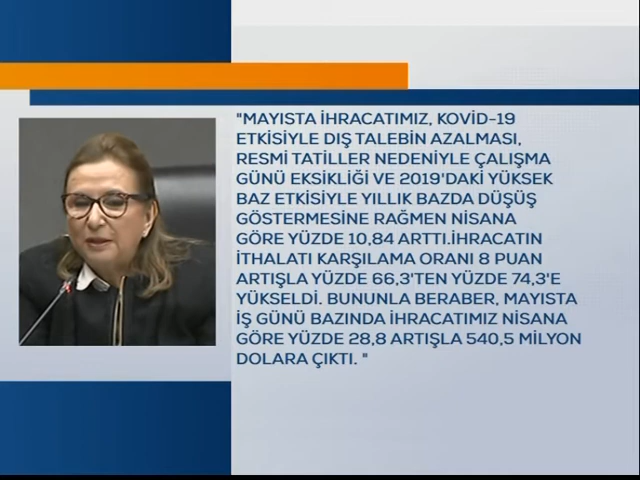 "MAYISTA İHRACATIMIZ, KOVİD-19
ETKİSİYLE DIŞ TALEBİN AZALMASI,
RESMİ TATİLLER NEDENİYLE ÇALIŞMA
GÜNÜ EKSİKLİĞİ VE 2019'DAKİ YÜKSEK
BAZ ETKİSİYLE YILLIK BAZDA DÜŞÜŞ
GÖSTERMESİNE RAĞMEN NİSANA
GÖRE YÜZDE 10,84 ARTTI.İHRACATIN
İTHALATI KARŞILAMA ORANI 8 PUAN
ARTIŞLA YÜZDE 66,3'TEN YÜZDE 74,3'E
YÜKSELDİ. BUNUNLA BERABER, MAYISTA
İŞ GÜNÜ BAZINDA İHRACATIMIZ NİSANA
GÖRE YÜZDE 28,8 ARTIŞLA 540,5 MİLYON
DOLARA ÇIKTI. "